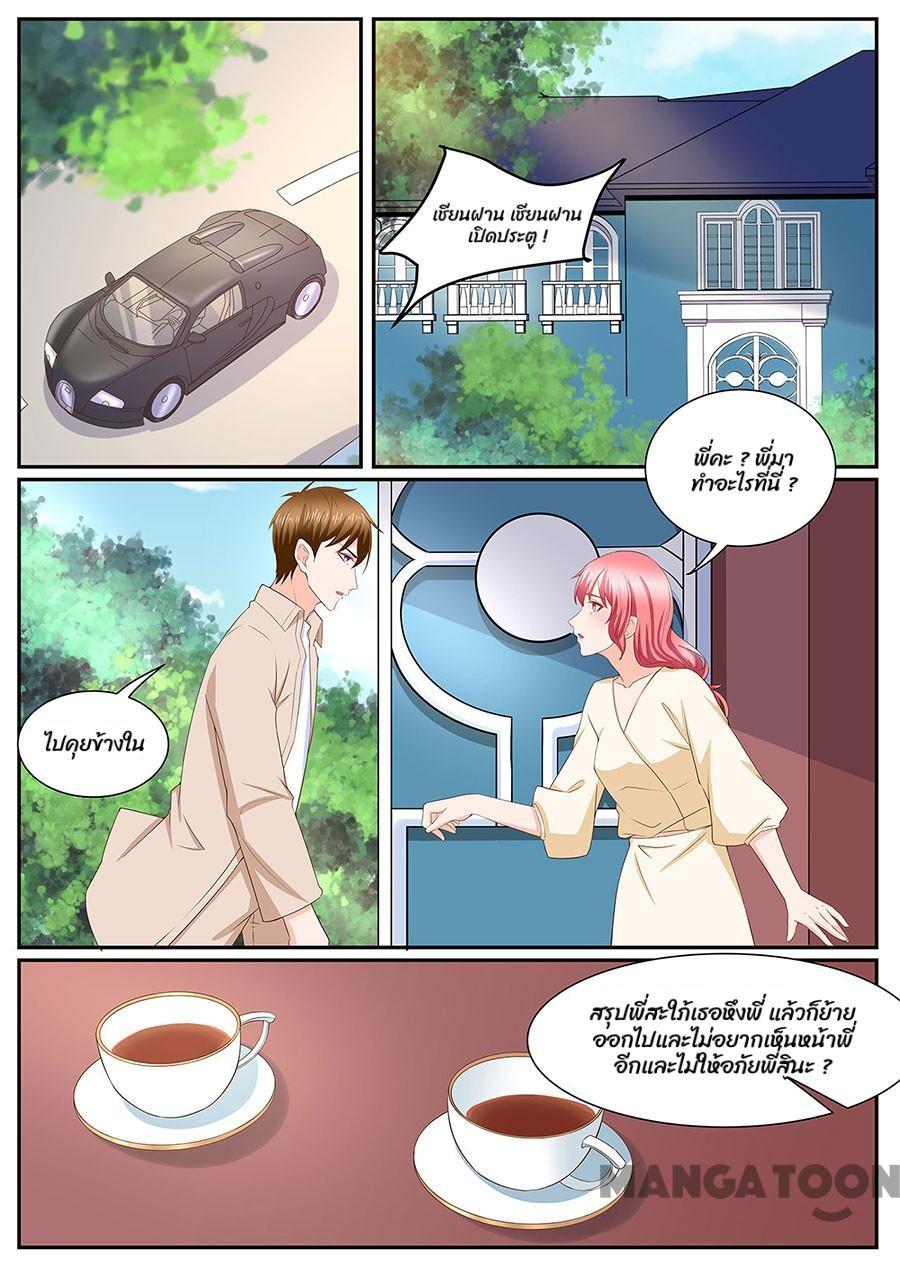 เชียนฝาน เชียนฝาน
เปิดประตู !
พี่คะ ? พี่มา
ทำอะไรที่นี่ ?
ไปคุยข้างใน
สรุปพี่สะใภ้เธอหึงพี่ แล้วก็ย้าย
ออกไปและไม่อยากเห็นหน้าพี่
อีกและไม่ให้อภัยพี่สินะ ?
MANGATOON